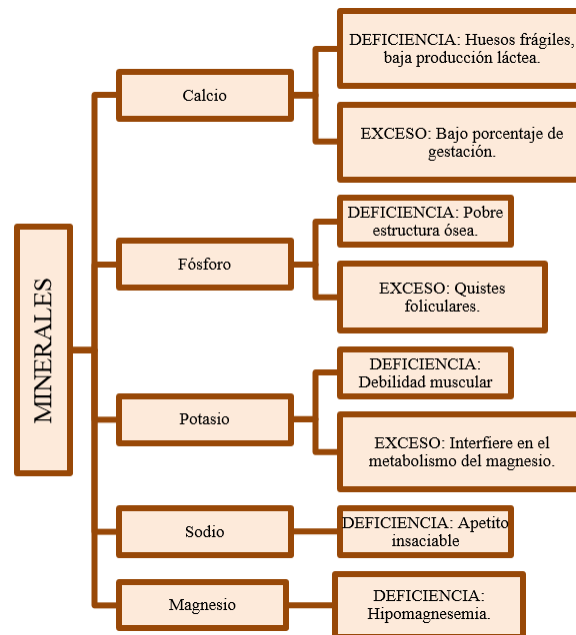 MINERALES
Calcio
DEFICIENCIA: Huesos frágiles,
baja producción láctea.
EXCESO: Bajo porcentaje de
gestación.
Fósforo
DEFICIENCIA: Pobre
estructura ósea.
EXCESO: Quistes
foliculares.
Potasio
DEFICIENCIA:
Debilidad muscular
EXCESO: Interfiere en el
metabolismo del magnesio.
Sodio
DEFICIENCIA: Apetito
insaciable
Magnesio
DEFICIENCIA:
Hipomagnesemia.